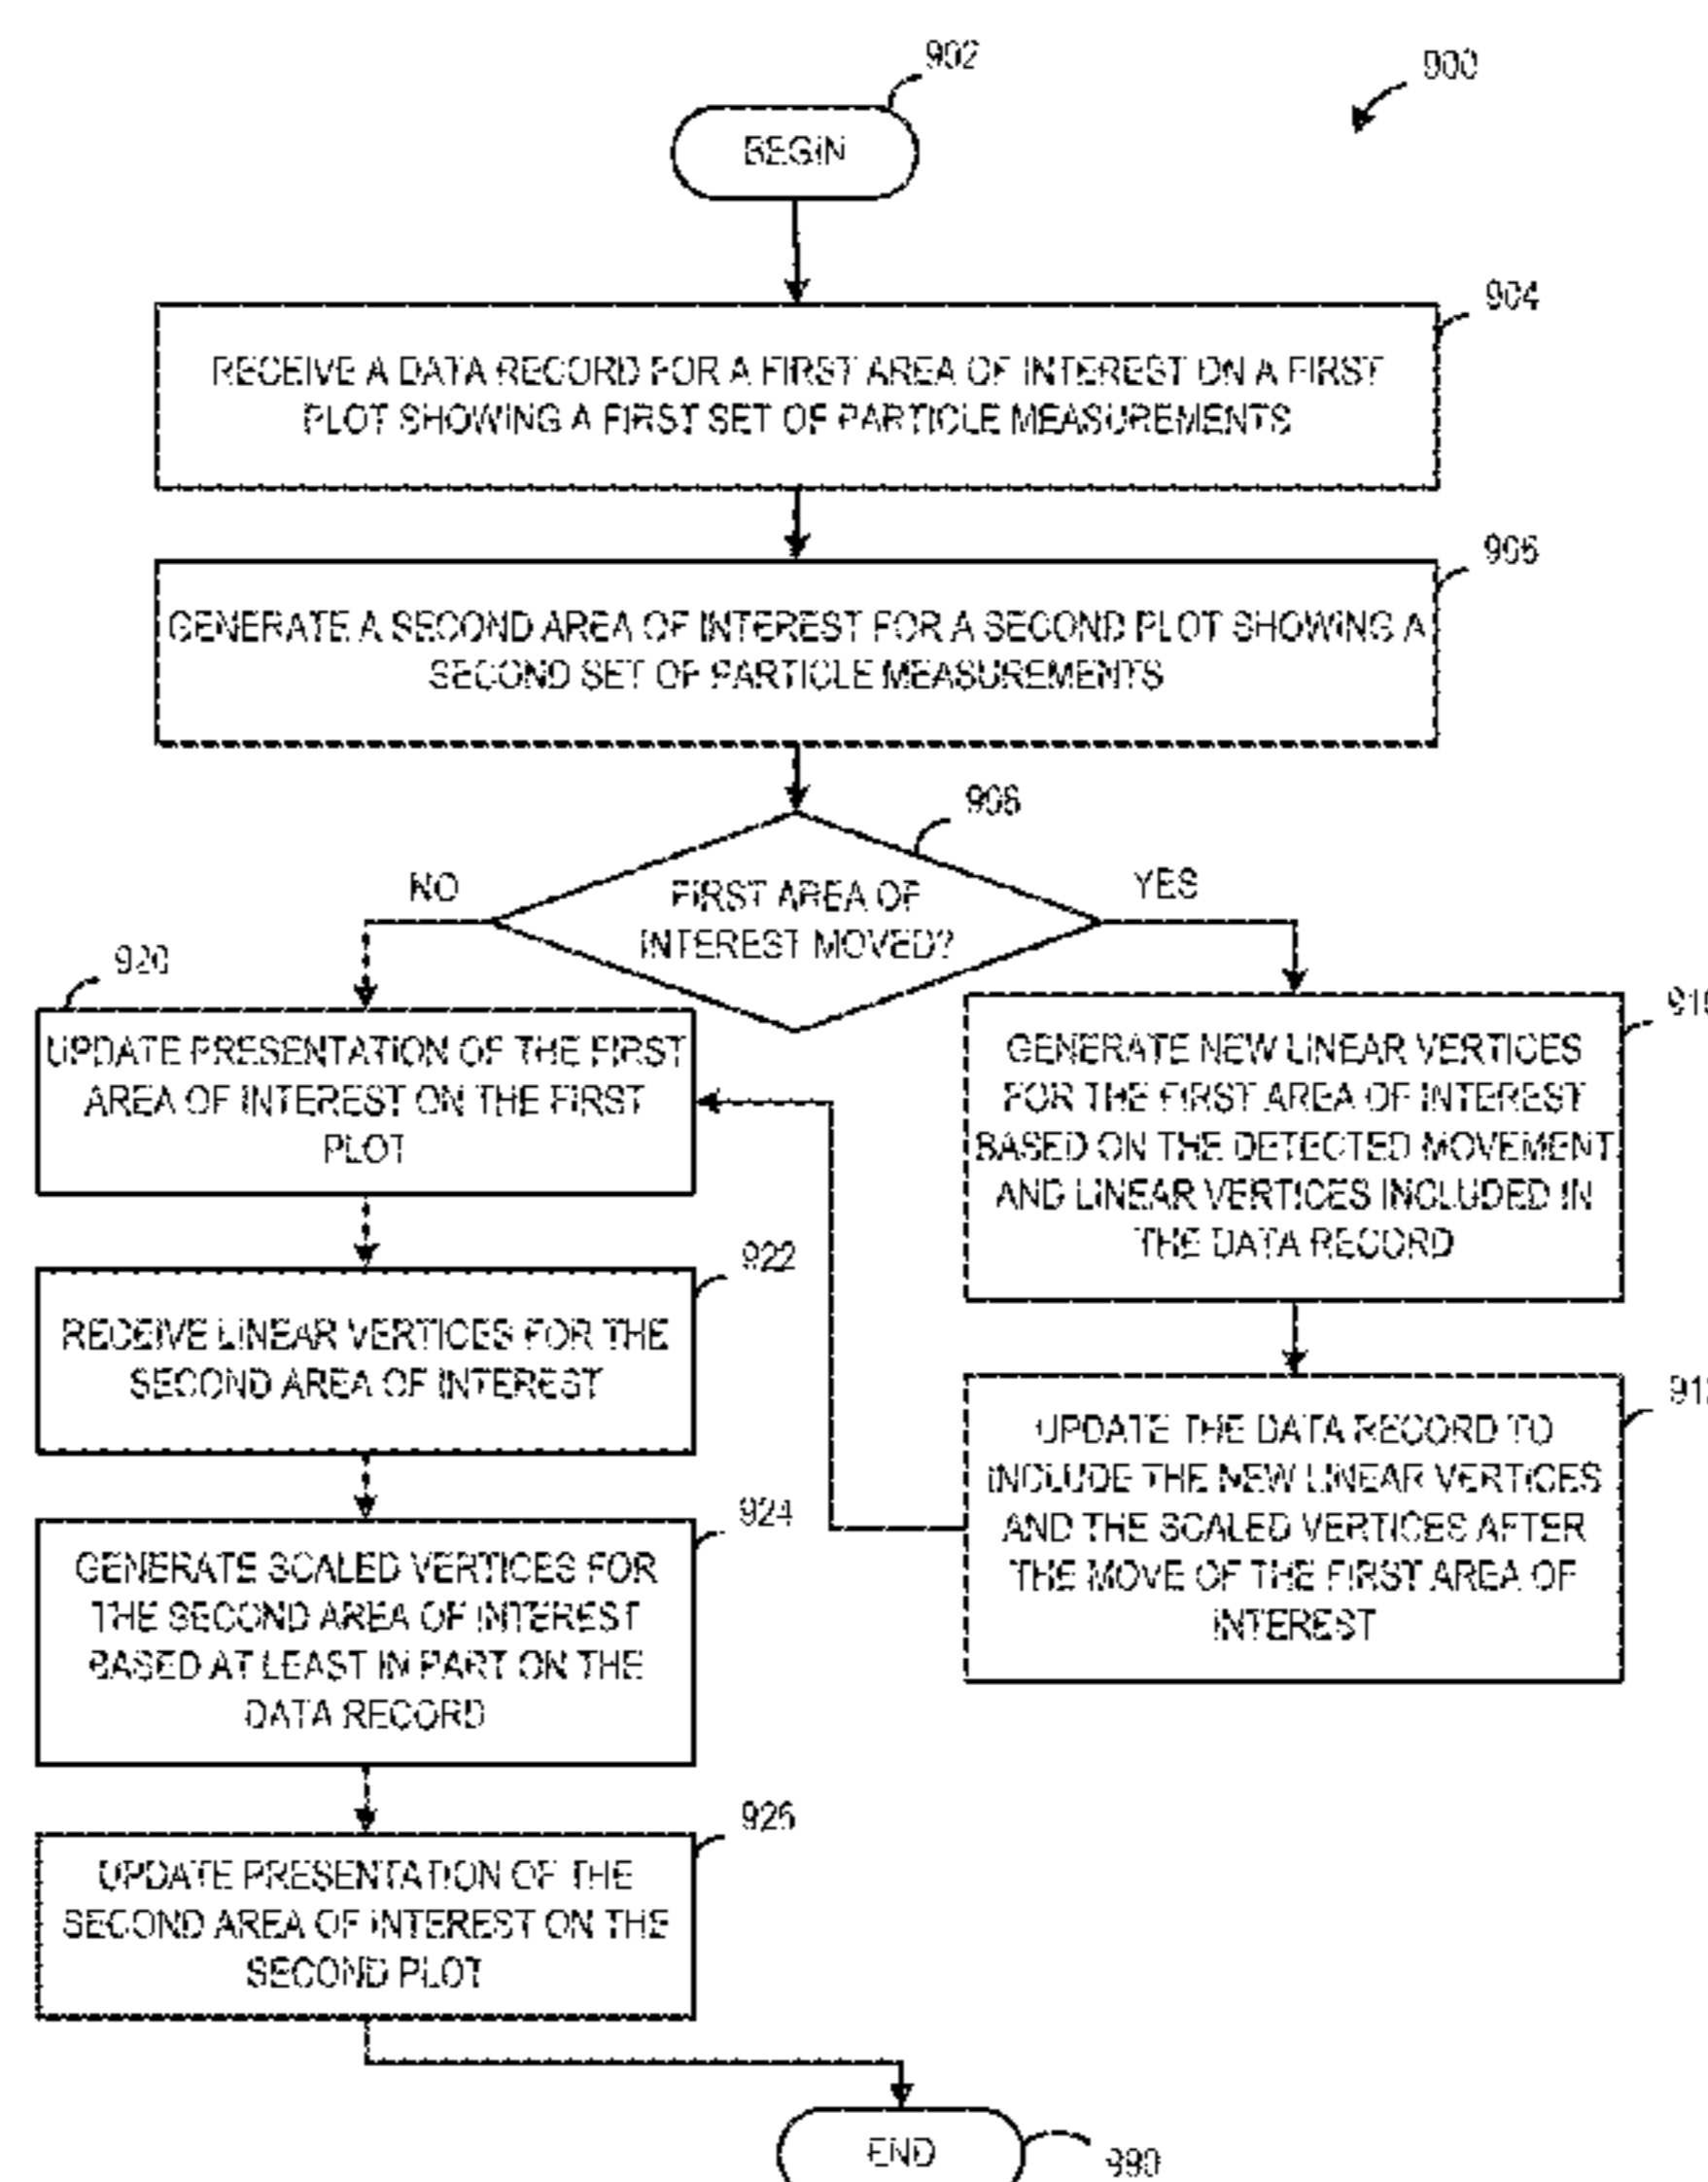 902
900
BEGIN
904
RECEIVE A DATA RECORD FOR A FIRST AREA OF INTEREST ON A FIRST
PLOT SHOWING A FIRST SET OF PARTICLE MEASUREMENTS
906
GENERATE A SECOND AREA OF INTEREST FOR A SECOND PLOT SHOWING A
SECOND SET OF PARTICLE MEASUREMENTS
908
NO
FIRST AREA OF
INTEREST MOVED?
YES
920
UPDATE PRESENTATION OF THE FIRST
AREA OF INTEREST ON THE FIRST
PLOT
GENERATE NEW LINEAR VERTICES
FOR THE FIRST AREA OF INTEREST
BASED ON THE DETECTED MOVEMENT
AND LINEAR VERTICES INCLUDED IN
THE DATA RECORD
922
RECEIVE LINEAR VERTICES FOR THE
SECOND AREA OF INTEREST
UPDATE THE DATA RECORD TO
INCLUDE THE NEW LINEAR VERTICES
AND THE SCALED VERTICES AFTER
THE MOVE OF THE FIRST AREA OF
INTEREST
924
GENERATE SCALED VERTICES FOR
THE SECOND AREA OF INTEREST
BASED AT LEAST IN PART ON THE
DATA RECORD
926
UPDATE PRESENTATION OF THE
SECOND AREA OF INTEREST ON THE
SECOND PLOT
END
990